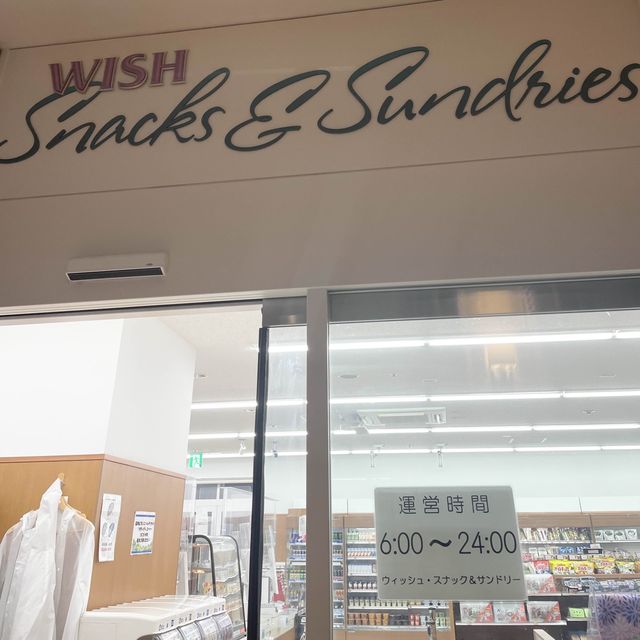 WISH
Snacks & Sundries
運営時間
6:00～24:00
ウィッシュ・スナック＆サンドリー